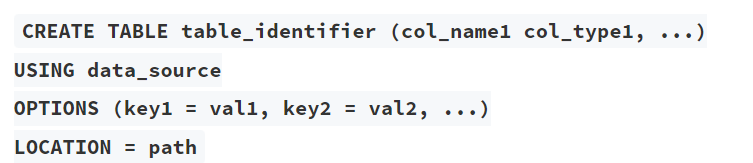 CREATE TABLE table_identifier (col_name1 col_type1, ...)
USING data_source
OPTIONS (key1 = val1, key2 = val2, ...)
LOCATION = path